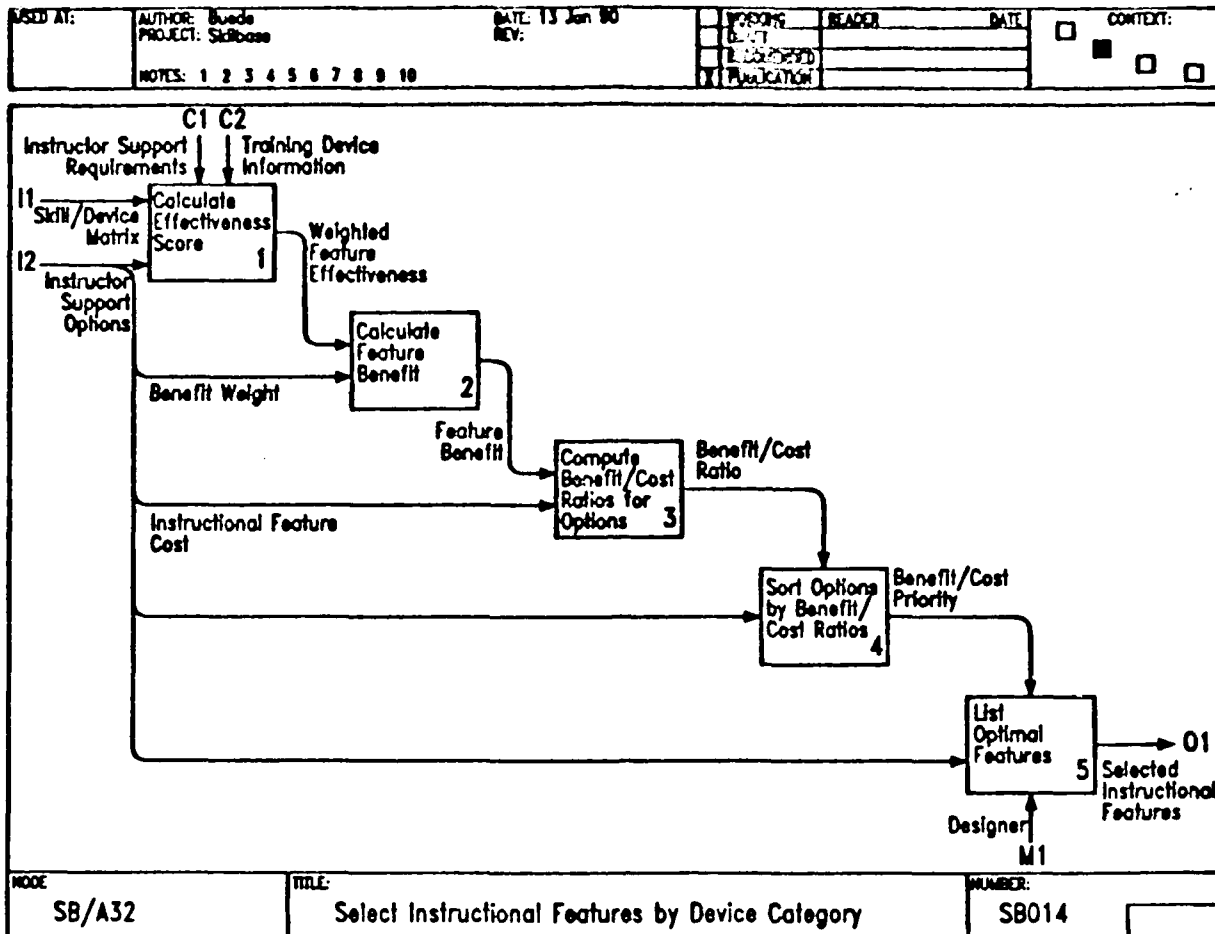 USED AT:
AUTHOR: Buede
PROJECT: Skillbase
DATE: 13 Jan 90
REV:
NOTES: 1 2 3 4 5 6 7 8 9 10
WORKING
DRAFT
RECOMMENDED
X PUBLICATION
READER DATE
CONTEXT:
C1 C2
Instructor Support
Requirements
Training Device
Information
I1
Skill/Device
Matrix
I2
Instructor
Support
Options
Calculate
Effectiveness
Score
1
Weighted
Feature
Effectiveness
Calculate
Feature
Benefit
2
Benefit Weight
Feature
Benefit
Compute
Benefit/Cost
Ratios for
Options
3
Benefit/Cost
Ratio
Instructional Feature
Cost
Sort Options
by Benefit/
Cost Ratios
4
Benefit/Cost
Priority
List
Optimal
Features
5
O1
Selected
Instructional
Features
Designer
M1
NODE
SB/A32
TITLE:
Select Instructional Features by Device Category
NUMBER:
SB014